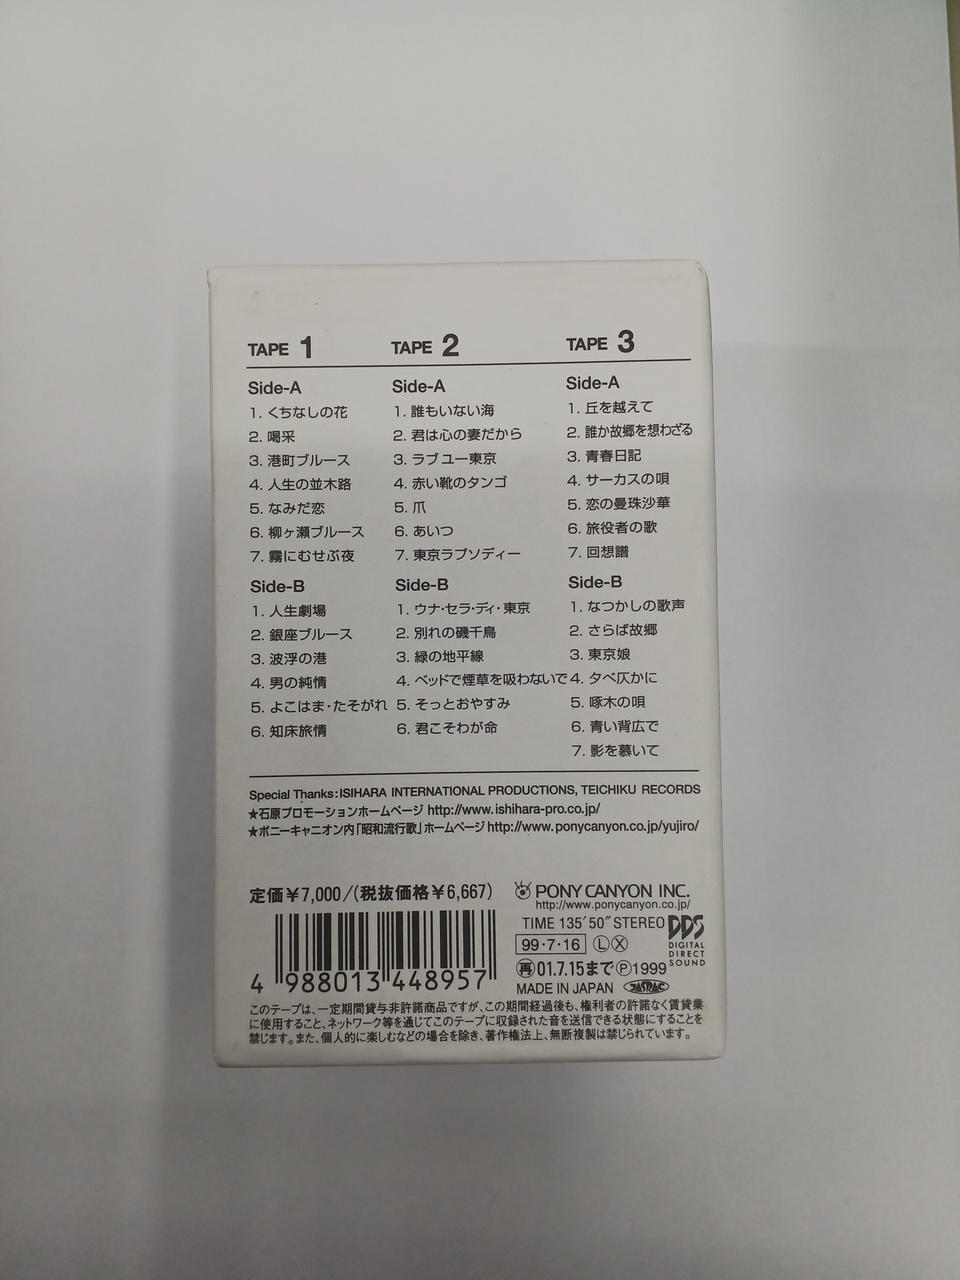 TAPE 1
Side-A
1. くちなしの花
2. 喝采
3. 港町ブルース
4. 人生の並木路
5. なみだ恋
6. 柳ヶ瀬ブルース
7. 霧にむせぶ夜
Side-B
1. 人生劇場
2. 銀座ブルース
3. 波浮の港
4. 男の純情
5. よこはま・たそがれ
6. 知床旅情
TAPE 2
Side-A
1. 誰もいない海
2. 君は心の妻だから
3. ラブユー東京
4. 赤い靴のタンゴ
5. 爪
6. あいつ
7. 東京ラプソディー
Side-B
1. ウナ・セラ・ディ・東京
2. 別れの磯千鳥
3. 緑の地平線
4. ベッドで煙草を吸わないで
5. そっとおやすみ
6. 君こそわが命
TAPE 3
Side-A
1. 丘を越えて
2. 誰か故郷を想わざる
3. 青春日記
4. サーカスの唄
5. 恋の曼珠沙華
6. 旅役者の歌
7. 回想譜
Side-B
1. なつかしの歌声
2. さらば故郷
3. 東京娘
4. 夕べ仄かに
5. 啄木の唄
6. 青い背広で
7. 影を慕いて
Special Thanks:ISIHARA INTERNATIONAL PRODUCTIONS, TEICHIKU RECORDS
★石原プロモーションホームページ http://www.ishihara-pro.co.jp/
★ポニーキャニオン内「昭和流行歌」ホームページ http://www.ponycanyon.co.jp/yujiro/
定価¥7,000/(税抜価格¥6,667)
4 988013 448957
PONY CANYON INC.
http://www.ponycanyon.co.jp/
TIME 135′50″ STEREO
DDS
DIGITAL
DIRECT
SOUND
99・7・16 Ⓛ Ⓧ
再 01.7.15まで Ⓟ1999
MADE IN JAPAN JASRAC
このテープは、一定期間貸与非許諾商品ですが、この期間経過後も、権利者の許諾なく賃貸業
に使用すること、ネットワーク等を通じてこのテープに収録された音を送信できる状態にすることを
禁じます。また、個人的に楽しむなどの場合を除き、著作権法上、無断複製は禁じられています。